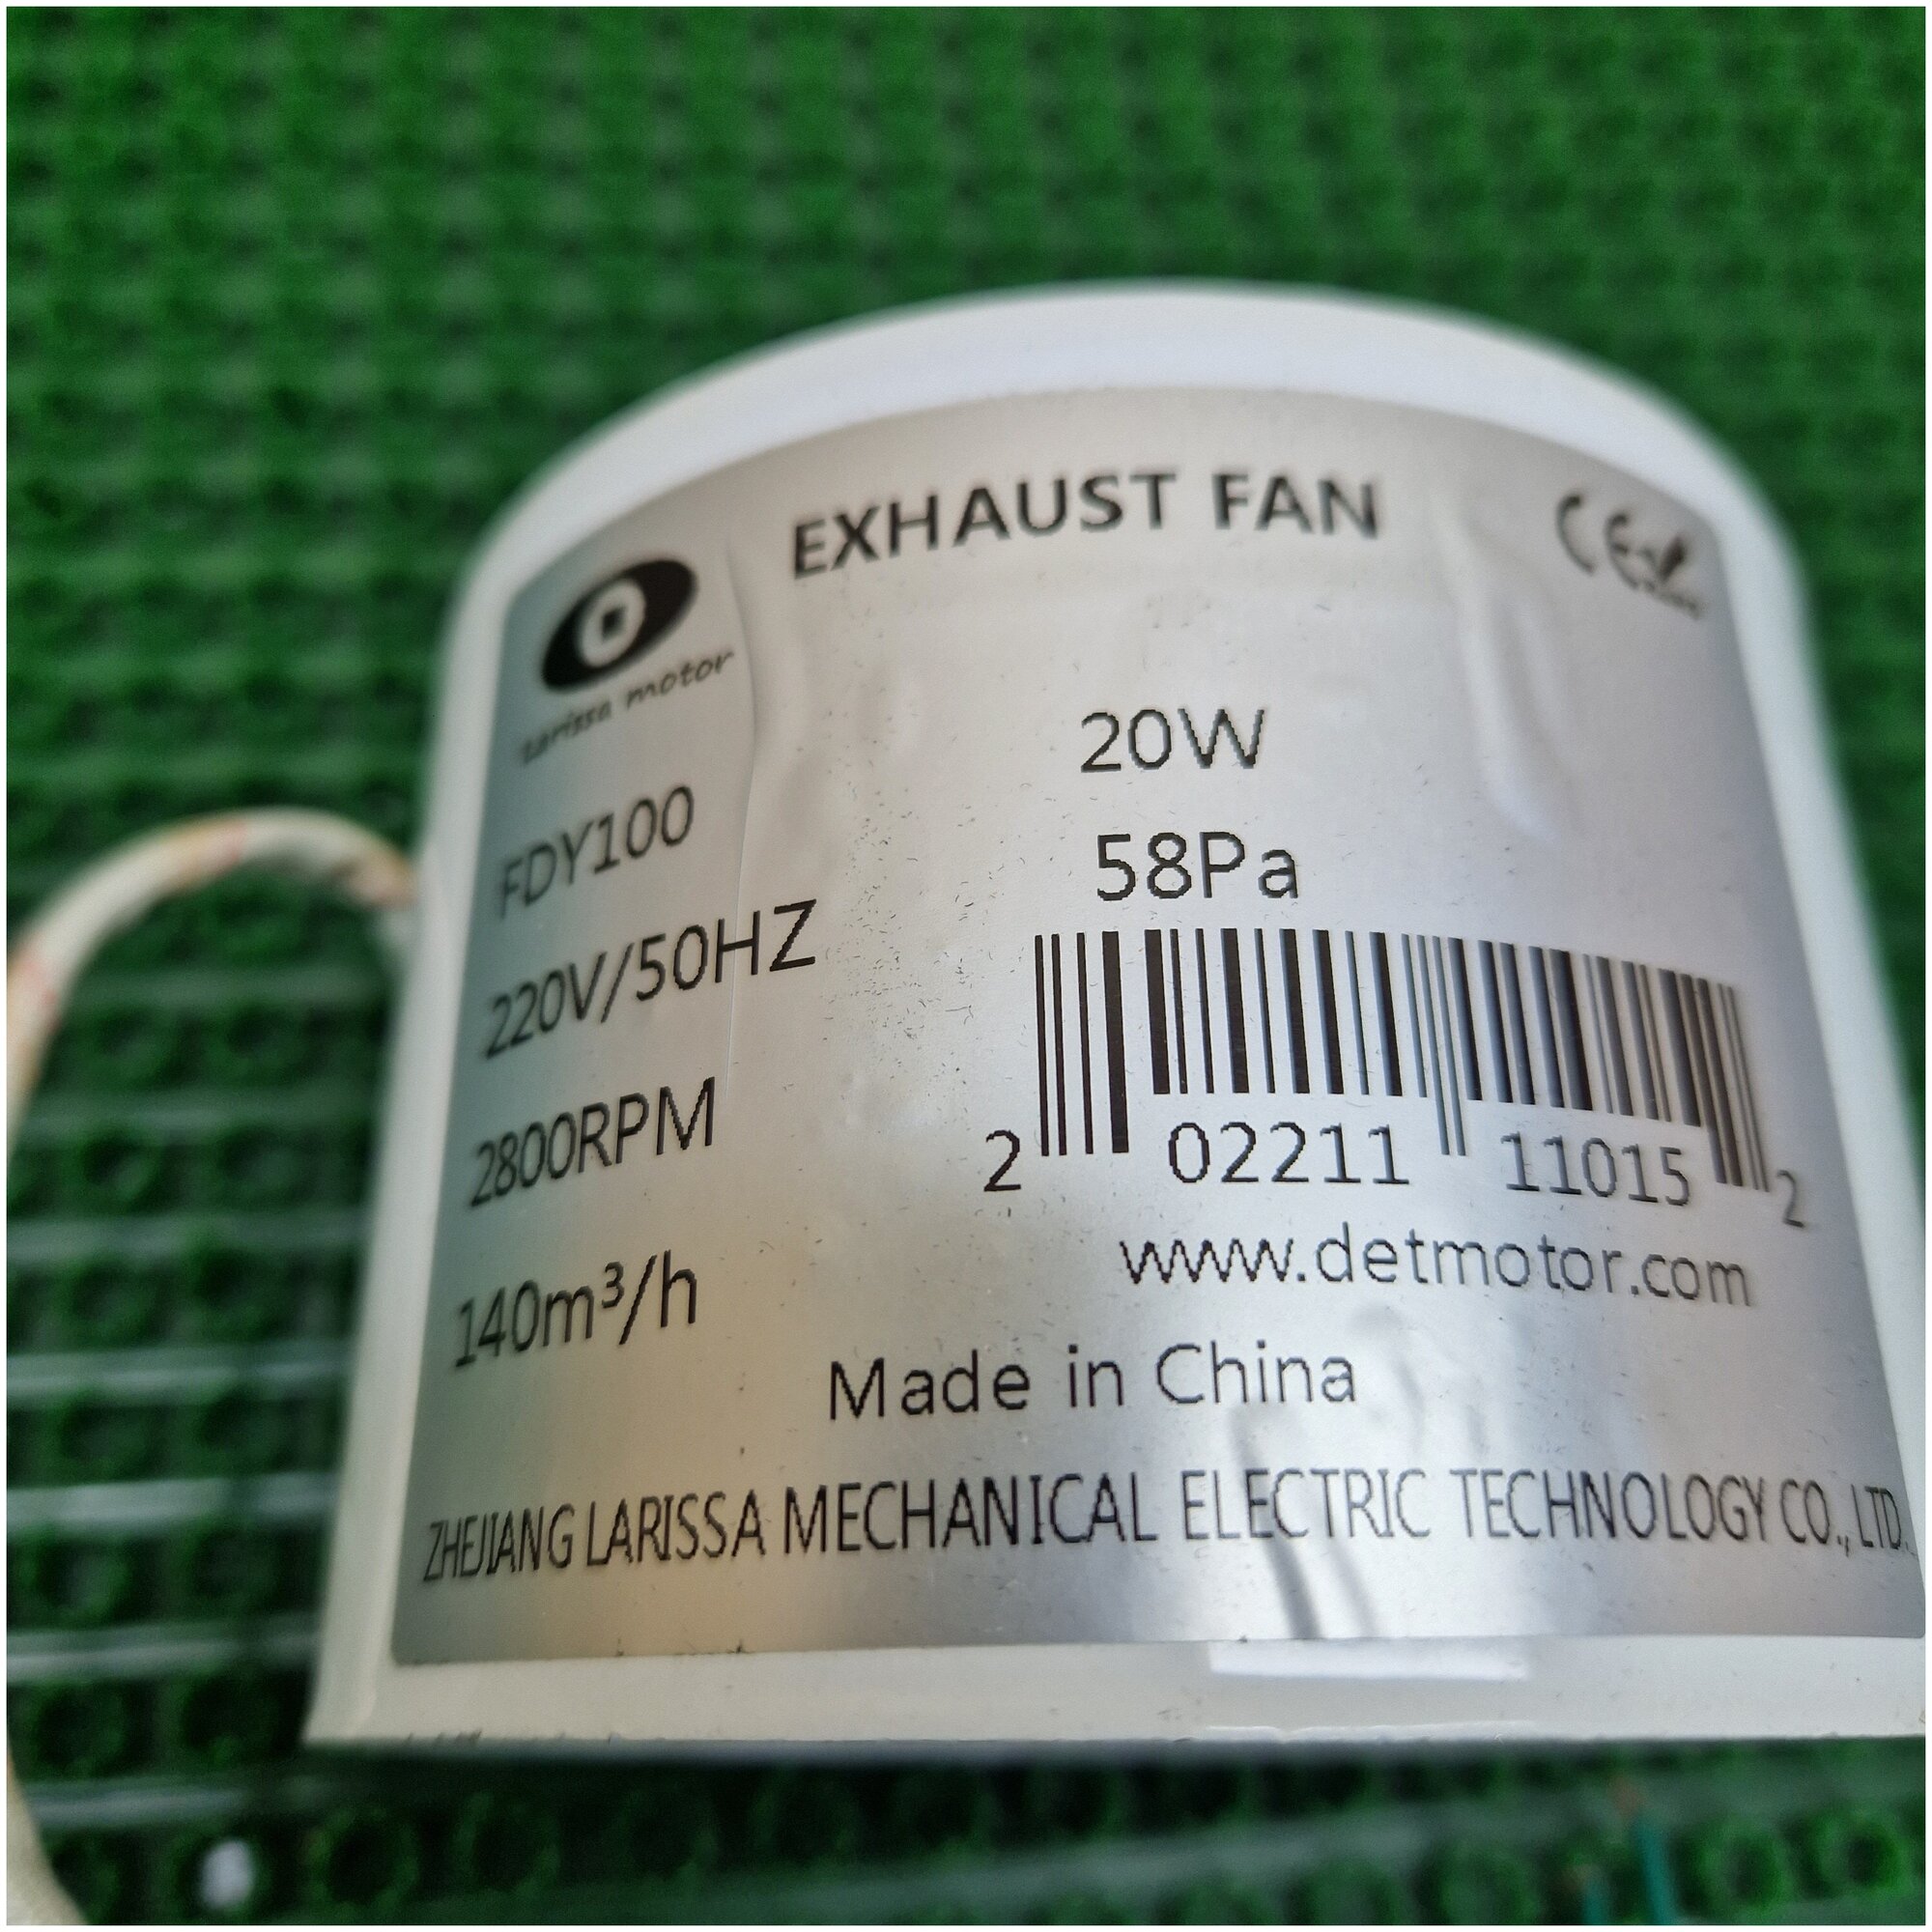 EXHAUST FAN
CE
Larissa motor
FDY100
20W
220V/50HZ
58Pa
2800RPM
2 02211 11015 2
140m³/h
www.detmotor.com
Made in China
ZHEJIANG LARISSA MECHANICAL ELECTRIC TECHNOLOGY CO., LTD.